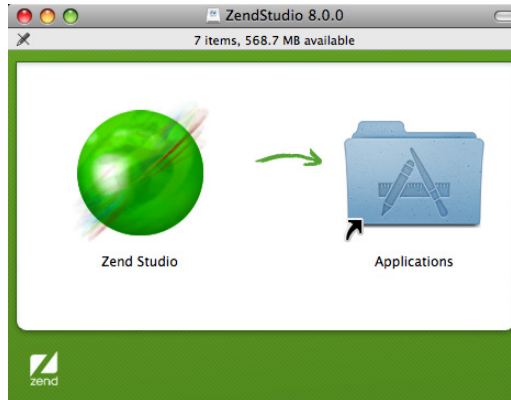 ZendStudio 8.0.0
7 items, 568.7 MB available
Zend Studio
Applications
zend